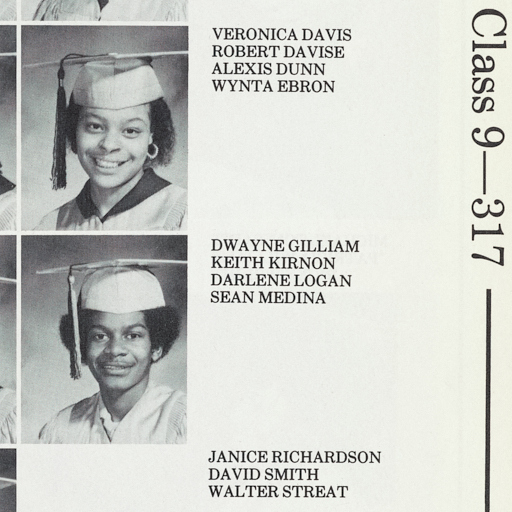 VERONICA DAVIS
ROBERT DAVISE
ALEXIS DUNN
WYNTA EBRON
DWAYNE GILLIAM
KEITH KIRNON
DARLENE LOGAN
SEAN MEDINA
JANICE RICHARDSON
DAVID SMITH
WALTER STREAT
Class 9—317